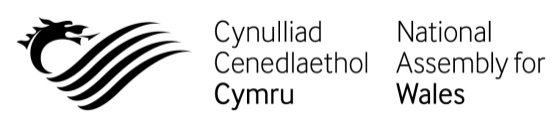 Cynulliad
Cenedlaethol
Cymru
National
Assembly for
Wales